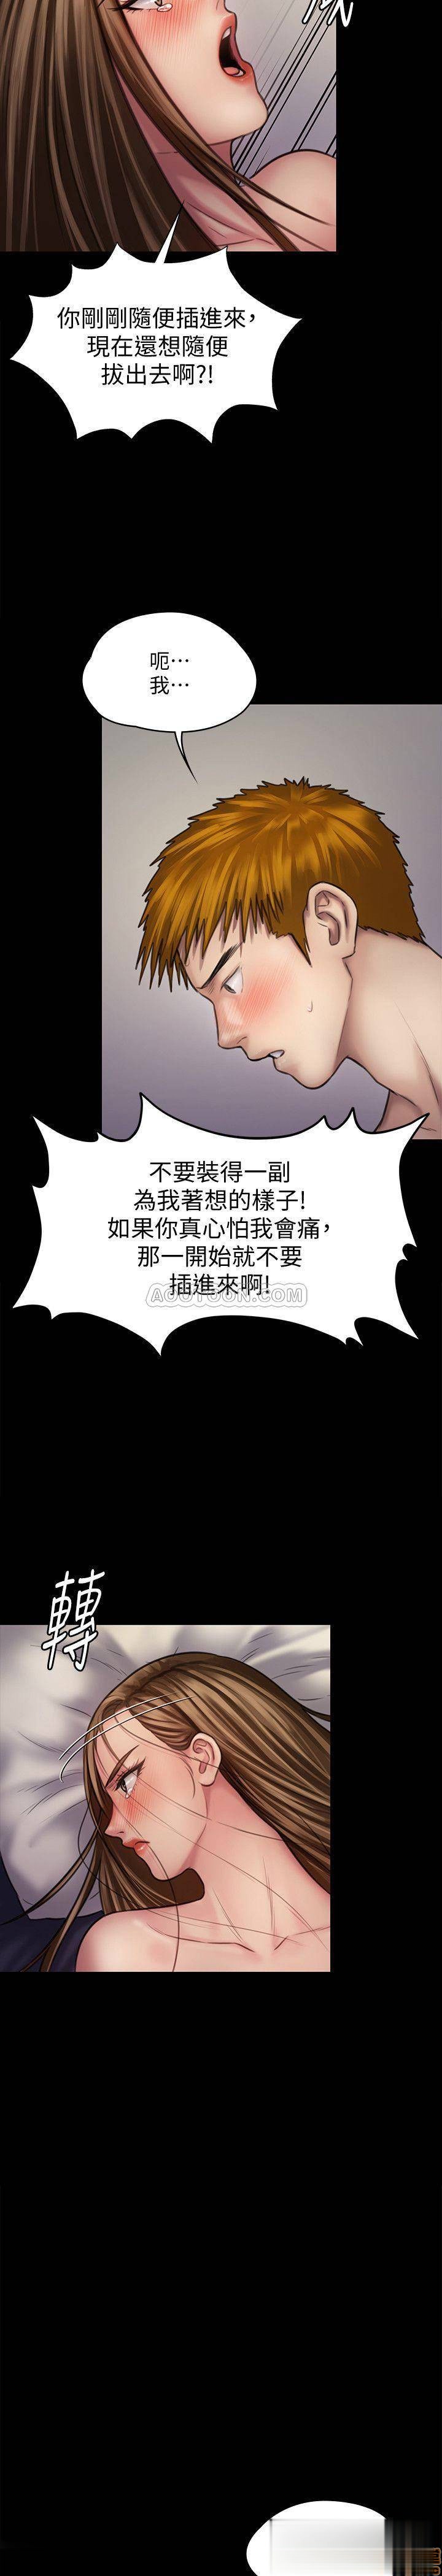 你剛剛隨便插進來,
現在還想隨便
拔出去啊?!
呃…
我…
不要裝得一副
為我著想的樣子!
如果你真心怕我會痛,
那一開始就不要
插進來啊!
AGOTOON.COM
轉